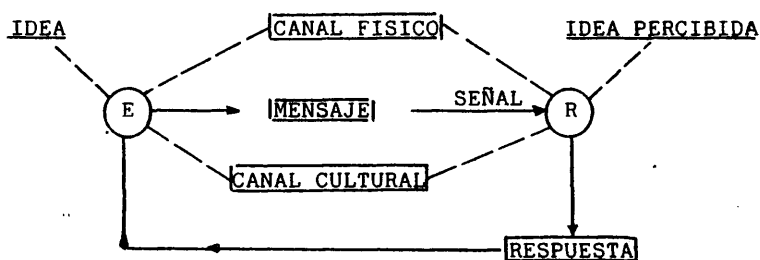 IDEA
CANAL FISICO
IDEA PERCIBIDA
E
MENSAJE
SEÑAL
R
CANAL CULTURAL
RESPUESTA